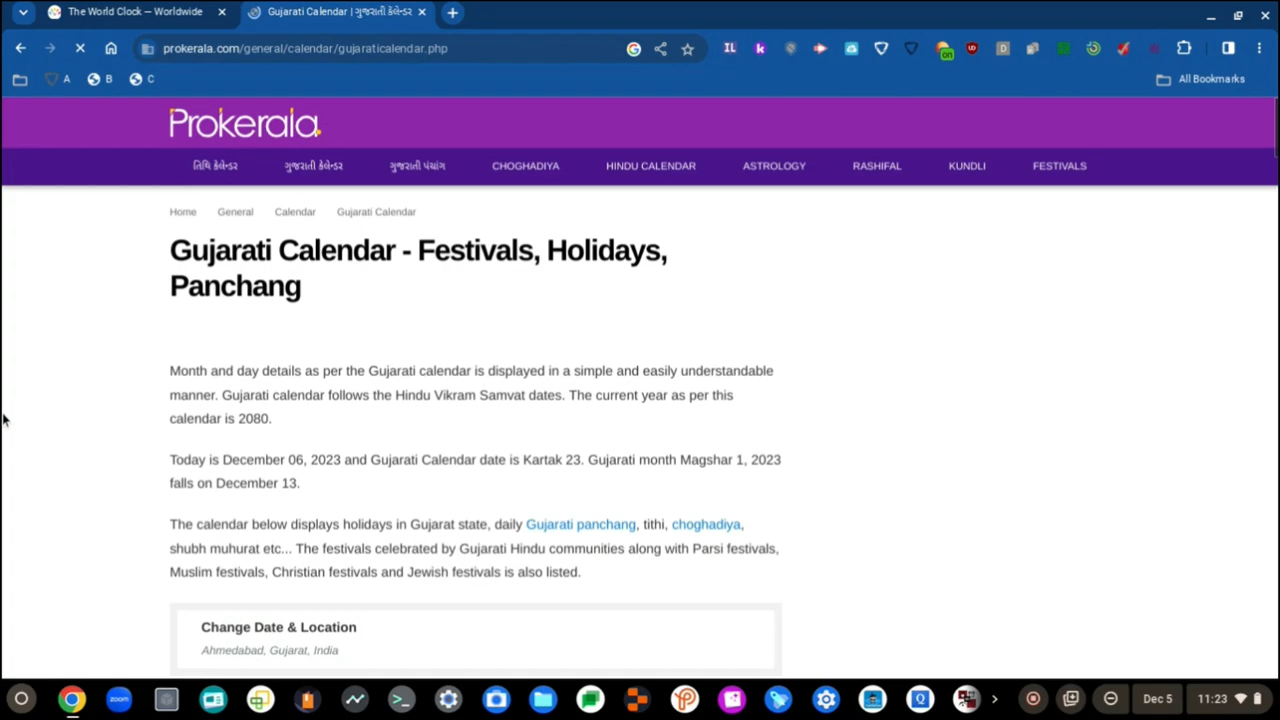 The World Clock — Worldwide
Gujarati Calendar | ગુજરાતી કેલેન્ડર
prokerala.com/general/calendar/gujaraticalendar.php
A B C All Bookmarks
Prokerala
તિથિ કેલેન્ડર ગુજરાતી કેલેન્ડર ગુજરાતી પંચાંગ CHOGHADIYA HINDU CALENDAR ASTROLOGY RASHIFAL KUNDLI FESTIVALS
Home General Calendar Gujarati Calendar
Gujarati Calendar - Festivals, Holidays,
Panchang
Month and day details as per the Gujarati calendar is displayed in a simple and easily understandable
manner. Gujarati calendar follows the Hindu Vikram Samvat dates. The current year as per this
calendar is 2080.
Today is December 06, 2023 and Gujarati Calendar date is Kartak 23. Gujarati month Magshar 1, 2023
falls on December 13.
The calendar below displays holidays in Gujarat state, daily Gujarati panchang, tithi, choghadiya,
shubh muhurat etc... The festivals celebrated by Gujarati Hindu communities along with Parsi festivals,
Muslim festivals, Christian festivals and Jewish festivals is also listed.
Change Date & Location
Ahmedabad, Gujarat, India
zoom Dec 5 11:23